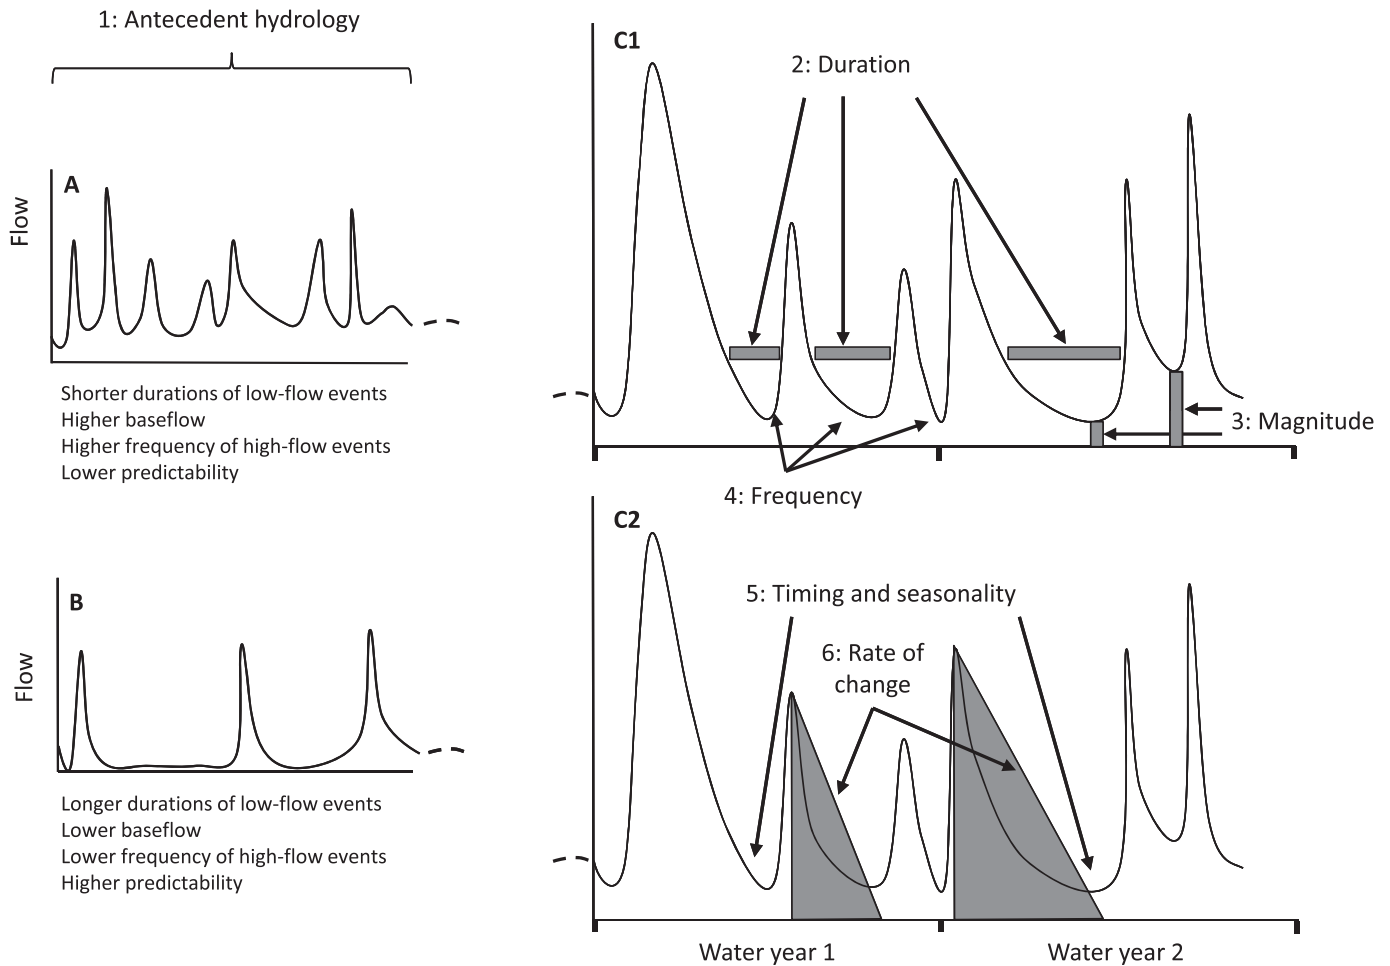 1: Antecedent hydrology
A
Flow
Shorter durations of low-flow events
Higher baseflow
Higher frequency of high-flow events
Lower predictability
B
Flow
Longer durations of low-flow events
Lower baseflow
Lower frequency of high-flow events
Higher predictability
C1
2: Duration
3: Magnitude
4: Frequency
C2
5: Timing and seasonality
6: Rate of
change
Water year 1
Water year 2